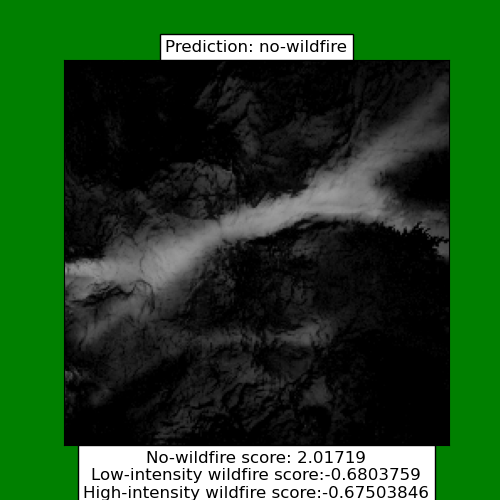 Prediction: no-wildfire
No-wildfire score: 2.01719
Low-intensity wildfire score:-0.6803759
High-intensity wildfire score:-0.67503846